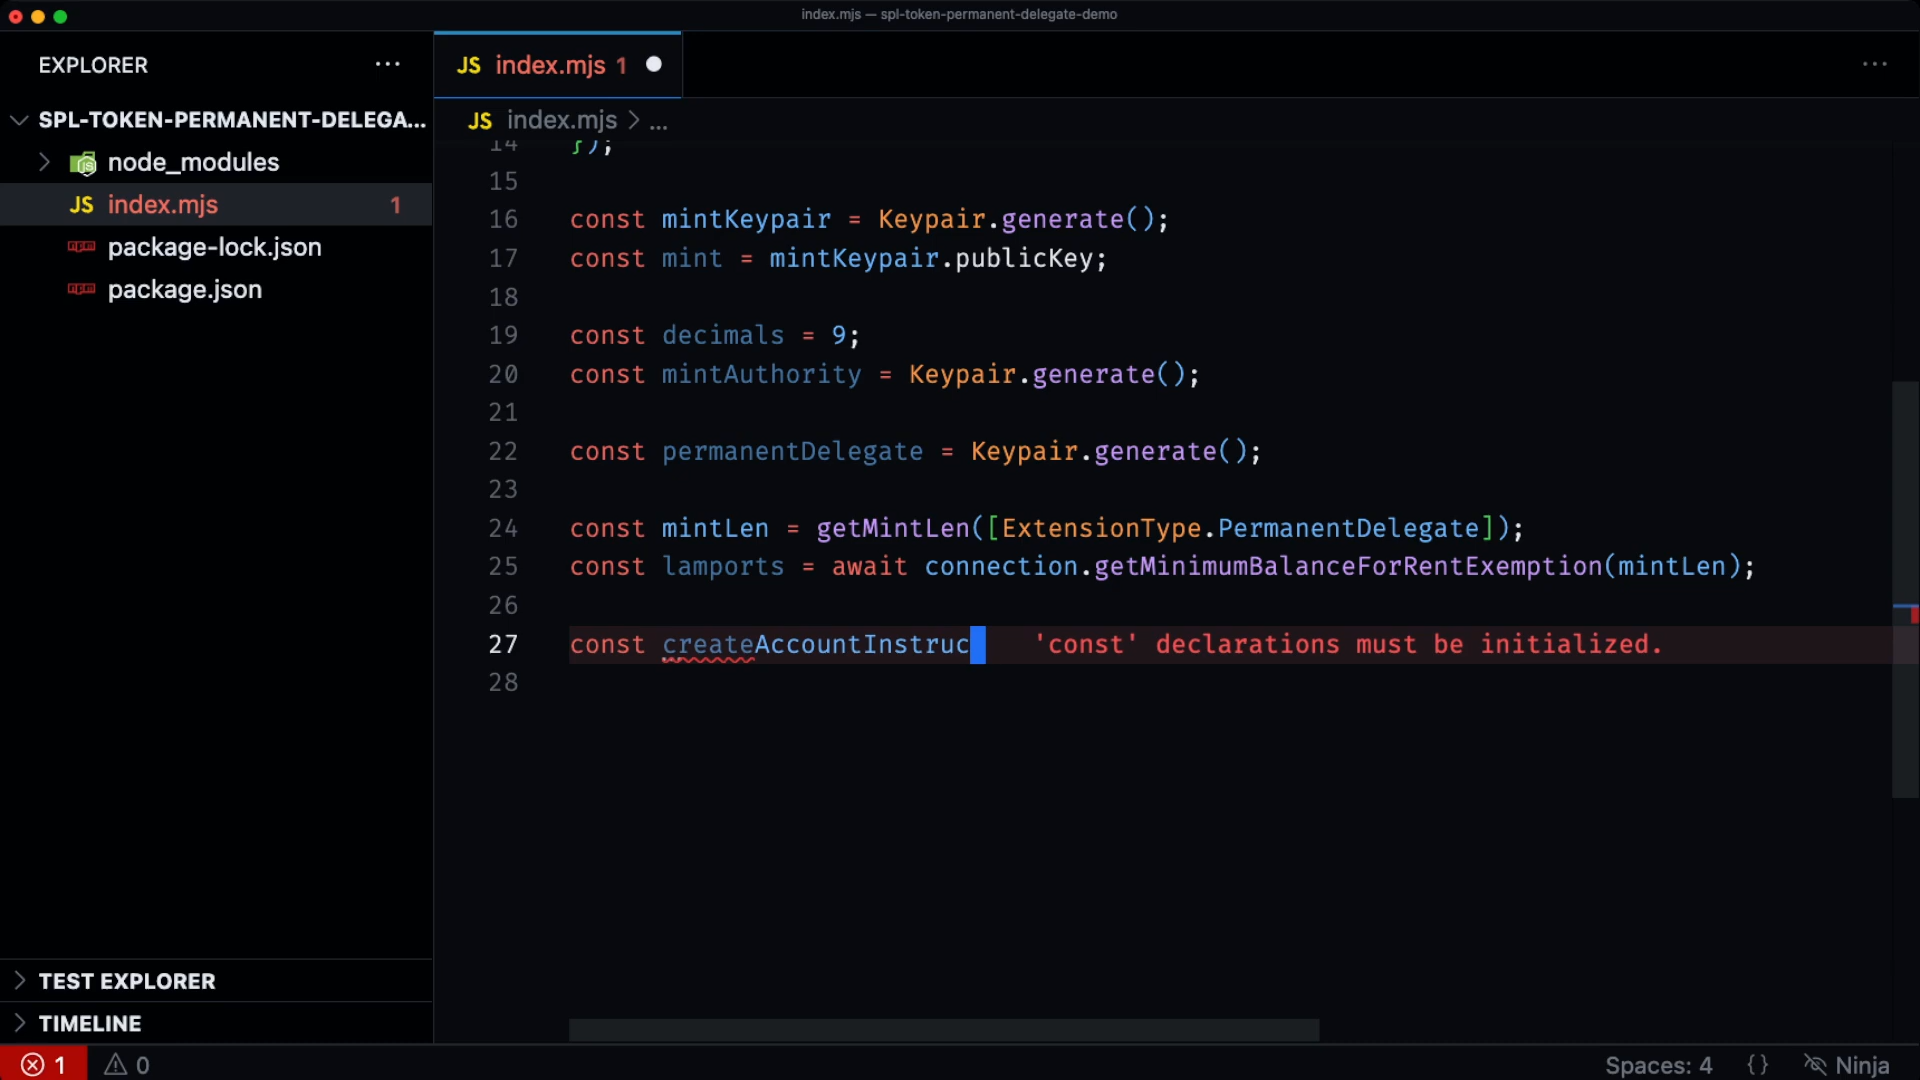 index.mjs — spl-token-permanent-delegate-demo
EXPLORER
JS index.mjs 1
SPL-TOKEN-PERMANENT-DELEGA...
JS index.mjs > ...
node_modules
JS index.mjs 1
package-lock.json
package.json
14 });
15
16 const mintKeypair = Keypair.generate();
17 const mint = mintKeypair.publicKey;
18
19 const decimals = 9;
20 const mintAuthority = Keypair.generate();
21
22 const permanentDelegate = Keypair.generate();
23
24 const mintLen = getMintLen([ExtensionType.PermanentDelegate]);
25 const lamports = await connection.getMinimumBalanceForRentExemption(mintLen);
26
27 const createAccountInstruc 'const' declarations must be initialized.
28
TEST EXPLORER
TIMELINE
1 0 Spaces: 4 {} Ninja